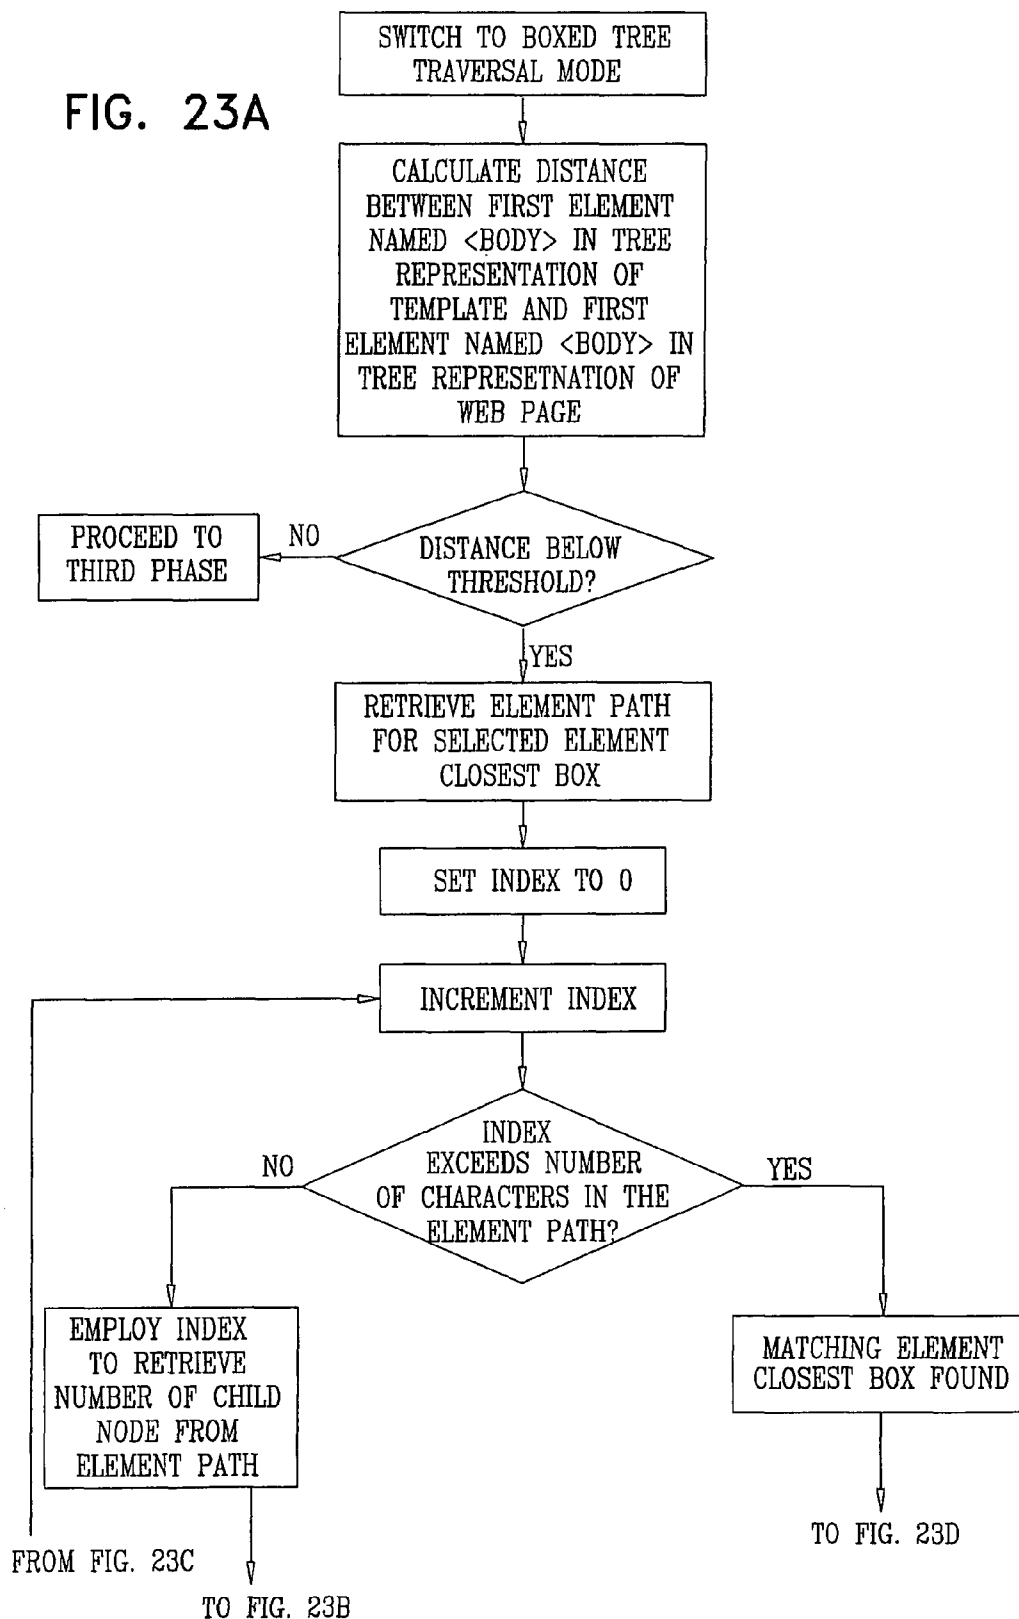 FIG. 23A
SWITCH TO BOXED TREE
TRAVERSAL MODE
CALCULATE DISTANCE
BETWEEN FIRST ELEMENT
NAMED <BODY> IN TREE
REPRESENTATION OF
TEMPLATE AND FIRST
ELEMENT NAMED <BODY> IN
TREE REPRESETNATION OF
WEB PAGE
DISTANCE BELOW
THRESHOLD?
NO
PROCEED TO
THIRD PHASE
YES
RETRIEVE ELEMENT PATH
FOR SELECTED ELEMENT
CLOSEST BOX
SET INDEX TO 0
INCREMENT INDEX
INDEX
EXCEEDS NUMBER
OF CHARACTERS IN THE
ELEMENT PATH?
NO
YES
EMPLOY INDEX
TO RETRIEVE
NUMBER OF CHILD
NODE FROM
ELEMENT PATH
MATCHING ELEMENT
CLOSEST BOX FOUND
FROM FIG. 23C
TO FIG. 23B
TO FIG. 23D